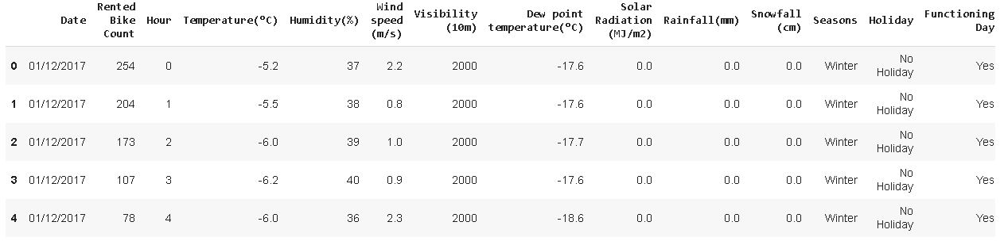 Date Rented Bike Count Hour Temperature(°C) Humidity(%) Wind speed (m/s) Visibility (10m) Dew point temperature(°C) Solar Radiation (MJ/m2) Rainfall(mm) Snowfall (cm) Seasons Holiday Functioning Day
0 01/12/2017 254 0 -5.2 37 2.2 2000 -17.6 0.0 0.0 0.0 Winter No Holiday Yes
1 01/12/2017 204 1 -5.5 38 0.8 2000 -17.6 0.0 0.0 0.0 Winter No Holiday Yes
2 01/12/2017 173 2 -6.0 39 1.0 2000 -17.7 0.0 0.0 0.0 Winter No Holiday Yes
3 01/12/2017 107 3 -6.2 40 0.9 2000 -17.6 0.0 0.0 0.0 Winter No Holiday Yes
4 01/12/2017 78 4 -6.0 36 2.3 2000 -18.6 0.0 0.0 0.0 Winter No Holiday Yes